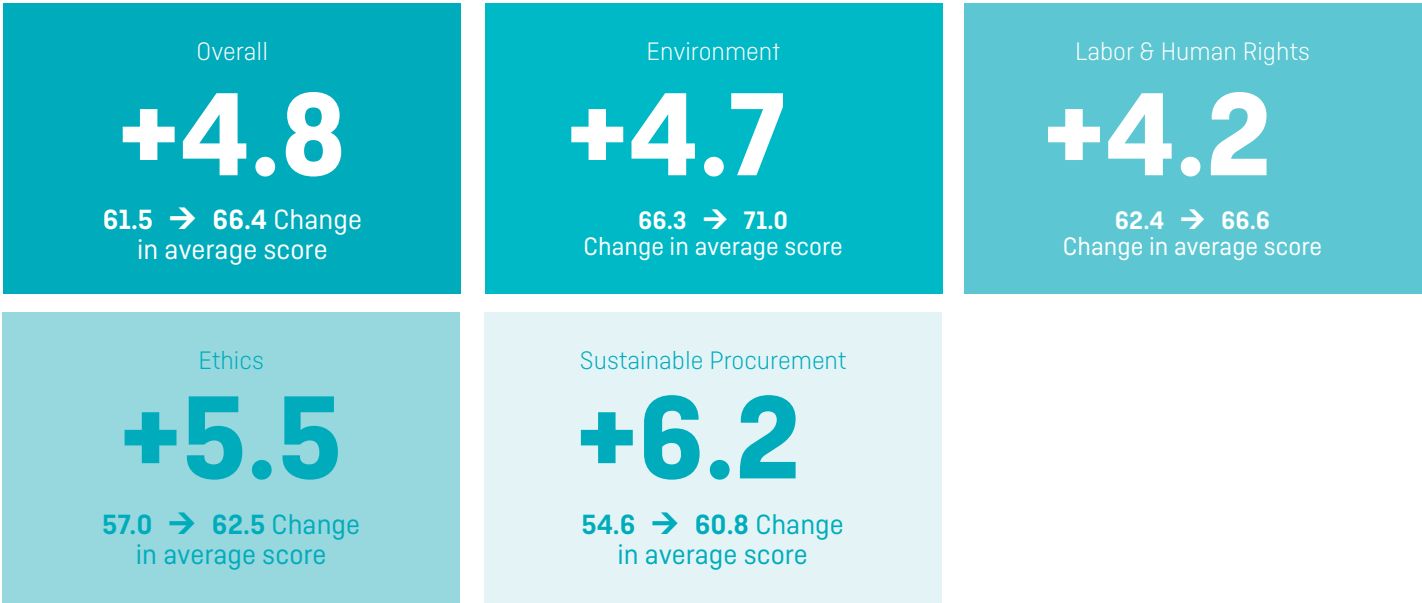 Overall
+4.8
61.5 → 66.4 Change
in average score
Environment
+4.7
66.3 → 71.0
Change in average score
Labor & Human Rights
+4.2
62.4 → 66.6
Change in average score
Ethics
+5.5
57.0 → 62.5 Change
in average score
Sustainable Procurement
+6.2
54.6 → 60.8 Change
in average score